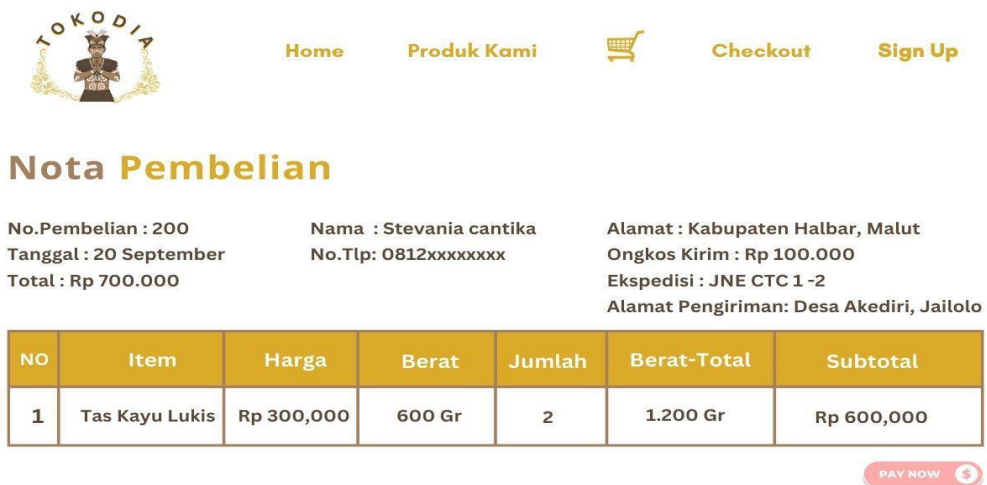 TOKODIA
Home Produk Kami Checkout Sign Up
Nota Pembelian
No.Pembelian : 200
Tanggal : 20 September
Total : Rp 700.000
Nama : Stevania cantika
No.Tlp: 0812xxxxxxxx
Alamat : Kabupaten Halbar, Malut
Ongkos Kirim : Rp 100.000
Ekspedisi : JNE CTC 1 -2
Alamat Pengiriman: Desa Akediri, Jailolo
NO Item Harga Berat Jumlah Berat-Total Subtotal
1 Tas Kayu Lukis Rp 300,000 600 Gr 2 1.200 Gr Rp 600,000
PAY NOW $